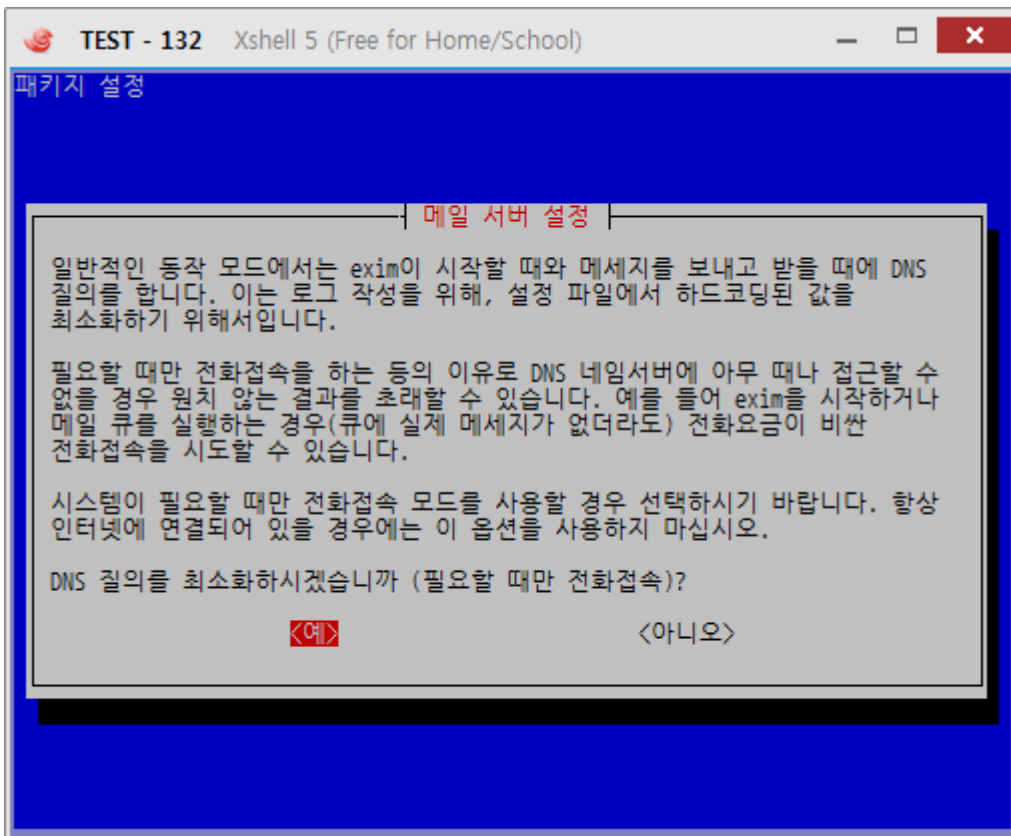 TEST - 132 Xshell 5 (Free for Home/School)
패키지 설정
메일 서버 설정
일반적인 동작 모드에서는 exim이 시작할 때와 메세지를 보내고 받을 때에 DNS
질의를 합니다. 이는 로그 작성을 위해, 설정 파일에서 하드코딩된 값을
최소화하기 위해서입니다.
필요할 때만 전화접속을 하는 등의 이유로 DNS 네임서버에 아무 때나 접근할 수
없을 경우 원치 않는 결과를 초래할 수 있습니다. 예를 들어 exim을 시작하거나
메일 큐를 실행하는 경우(큐에 실제 메세지가 없더라도) 전화요금이 비싼
전화접속을 시도할 수 있습니다.
시스템이 필요할 때만 전화접속 모드를 사용할 경우 선택하시기 바랍니다. 항상
인터넷에 연결되어 있을 경우에는 이 옵션을 사용하지 마십시오.
DNS 질의를 최소화하시겠습니까 (필요할 때만 전화접속)?
<예> <아니오>